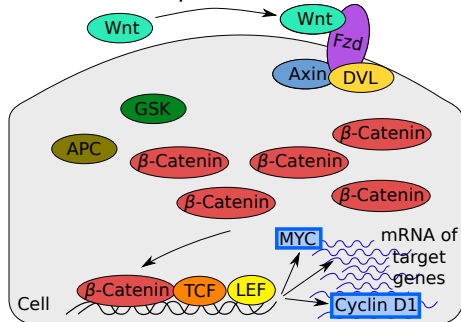 Wnt
Wnt
Fzd
Axin
DVL
GSK
APC
β-Catenin
β-Catenin
β-Catenin
β-Catenin
β-Catenin
MYC
mRNA of
target
genes
β-Catenin
TCF
LEF
Cell
Cyclin D1